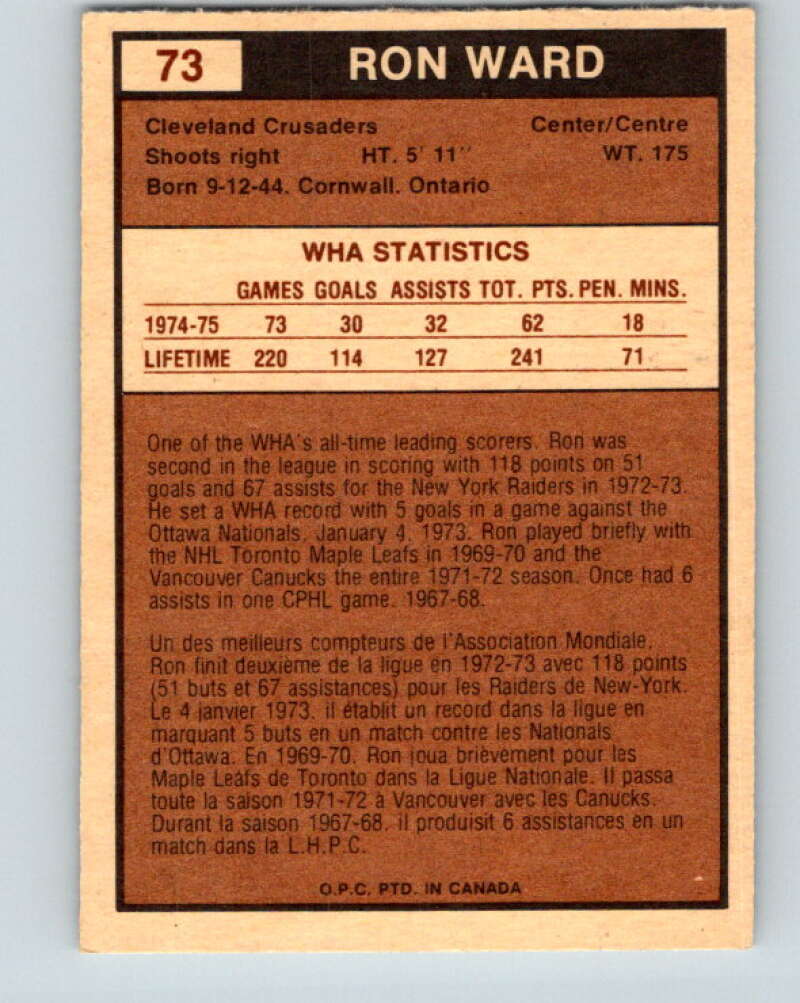 73 RON WARD
Cleveland Crusaders Center/Centre
Shoots right HT. 5' 11" WT. 175
Born 9-12-44. Cornwall. Ontario
WHA STATISTICS
GAMES GOALS ASSISTS TOT. PTS. PEN. MINS.
1974-75 73 30 32 62 18
LIFETIME 220 114 127 241 71
One of the WHA's all-time leading scorers. Ron was
second in the league in scoring with 118 points on 51
goals and 67 assists for the New York Raiders in 1972-73.
He set a WHA record with 5 goals in a game against the
Ottawa Nationals, January 4, 1973. Ron played briefly with
the NHL Toronto Maple Leafs in 1969-70 and the
Vancouver Canucks the entire 1971-72 season. Once had 6
assists in one CPHL game. 1967-68.
Un des meilleurs compteurs de l'Association Mondiale.
Ron finit deuxième de la ligue en 1972-73 avec 118 points
(51 buts et 67 assistances) pour les Raiders de New-York.
Le 4 janvier 1973. il établit un record dans la ligue en
marquant 5 buts en un match contre les Nationals
d'Ottawa. En 1969-70. Ron joua brièvement pour les
Maple Leafs de Toronto dans la Ligue Nationale. Il passa
toute la saison 1971-72 à Vancouver avec les Canucks.
Durant la saison 1967-68. il produisit 6 assistances en un
match dans la L.H.P.C.
O.P.C. PTD. IN CANADA